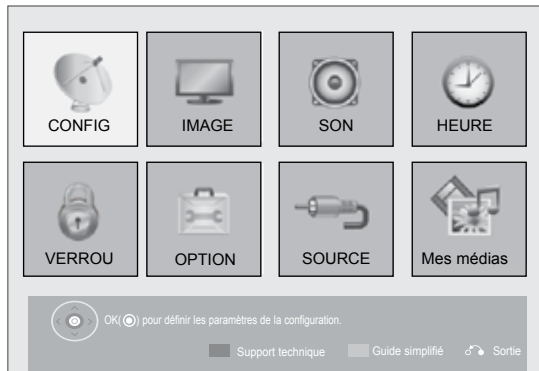 CONFIG IMAGE SON HEURE
VERROU OPTION SOURCE Mes médias
OK(◉) pour définir les paramètres de la configuration.
Support technique Guide simplifié Sortie